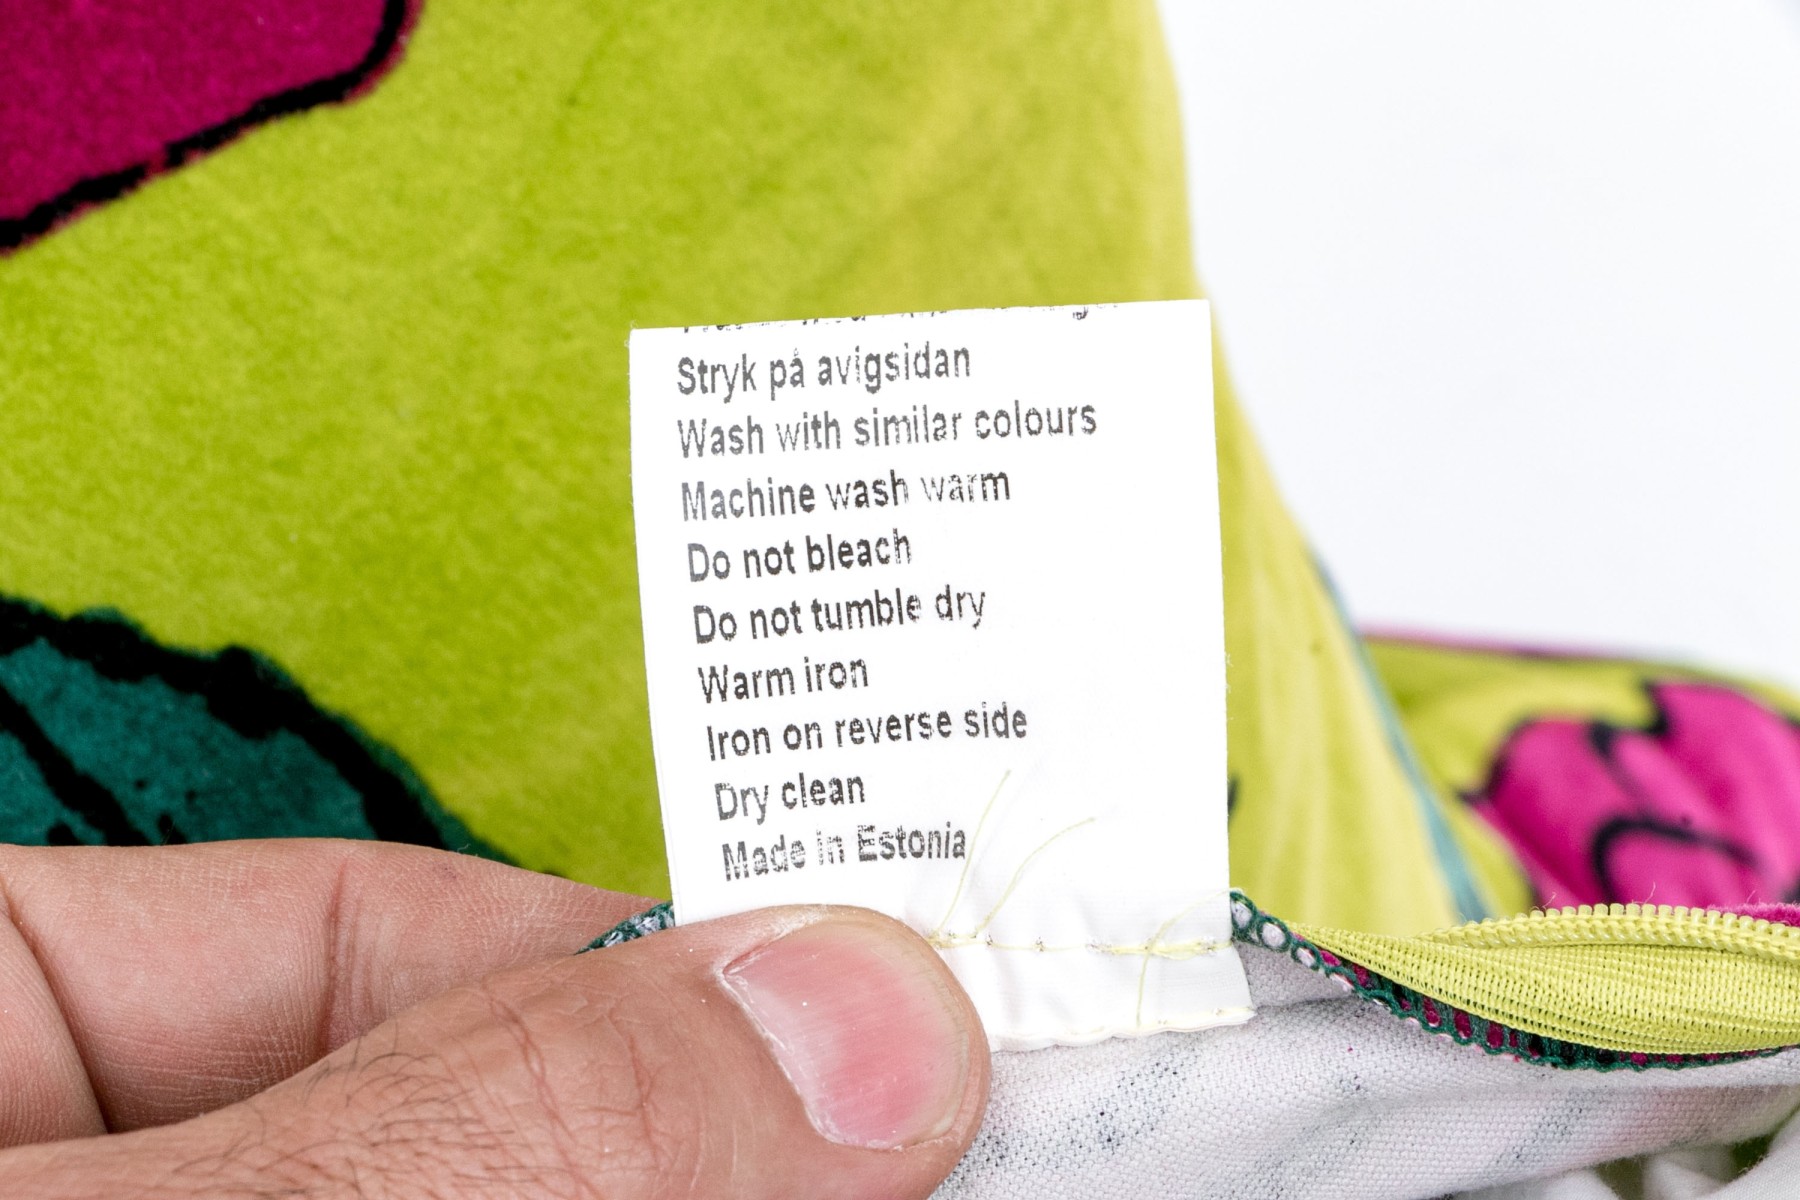 Stryk på avigsidan
Wash with similar colours
Machine wash warm
Do not bleach
Do not tumble dry
Warm iron
Iron on reverse side
Dry clean
Made in Estonia